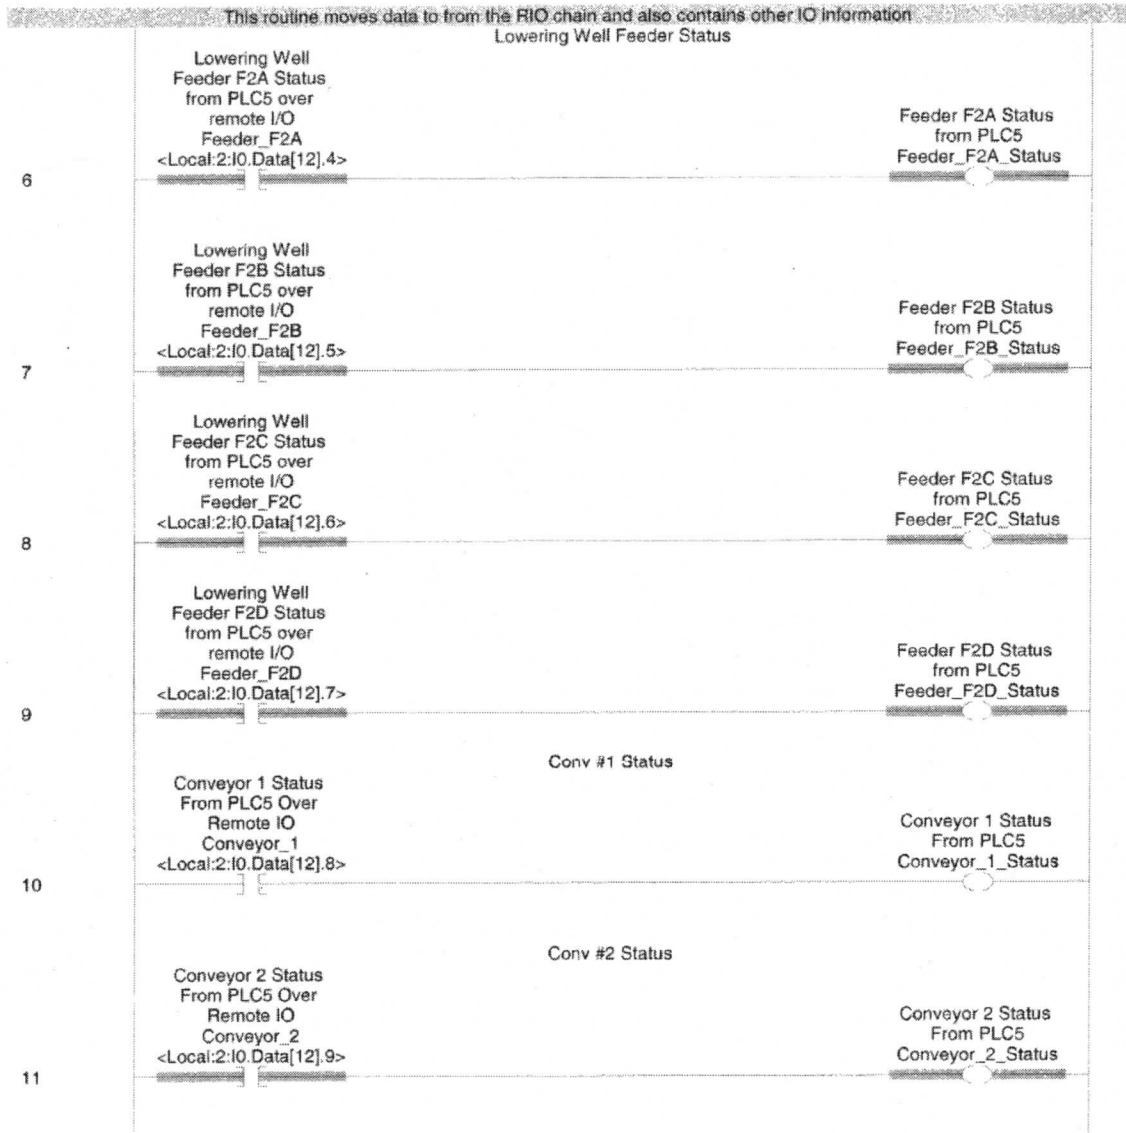 This routine moves data to from the RIO chain and also contains other IO information
Lowering Well Feeder Status
Lowering Well
Feeder F2A Status
from PLC5 over
remote I/O
Feeder_F2A
<Local:2:I0.Data[12].4>
Feeder F2A Status
from PLC5
Feeder_F2A_Status
6
Lowering Well
Feeder F2B Status
from PLC5 over
remote I/O
Feeder_F2B
<Local:2:I0.Data[12].5>
Feeder F2B Status
from PLC5
Feeder_F2B_Status
7
Lowering Well
Feeder F2C Status
from PLC5 over
remote I/O
Feeder_F2C
<Local:2:I0.Data[12].6>
Feeder F2C Status
from PLC5
Feeder_F2C_Status
8
Lowering Well
Feeder F2D Status
from PLC5 over
remote I/O
Feeder_F2D
<Local:2:I0.Data[12].7>
Feeder F2D Status
from PLC5
Feeder_F2D_Status
9
Conv #1 Status
Conveyor 1 Status
From PLC5 Over
Remote IO
Conveyor_1
<Local:2:I0.Data[12].8>
Conveyor 1 Status
From PLC5
Conveyor_1_Status
10
Conv #2 Status
Conveyor 2 Status
From PLC5 Over
Remote IO
Conveyor_2
<Local:2:I0.Data[12].9>
Conveyor 2 Status
From PLC5
Conveyor_2_Status
11